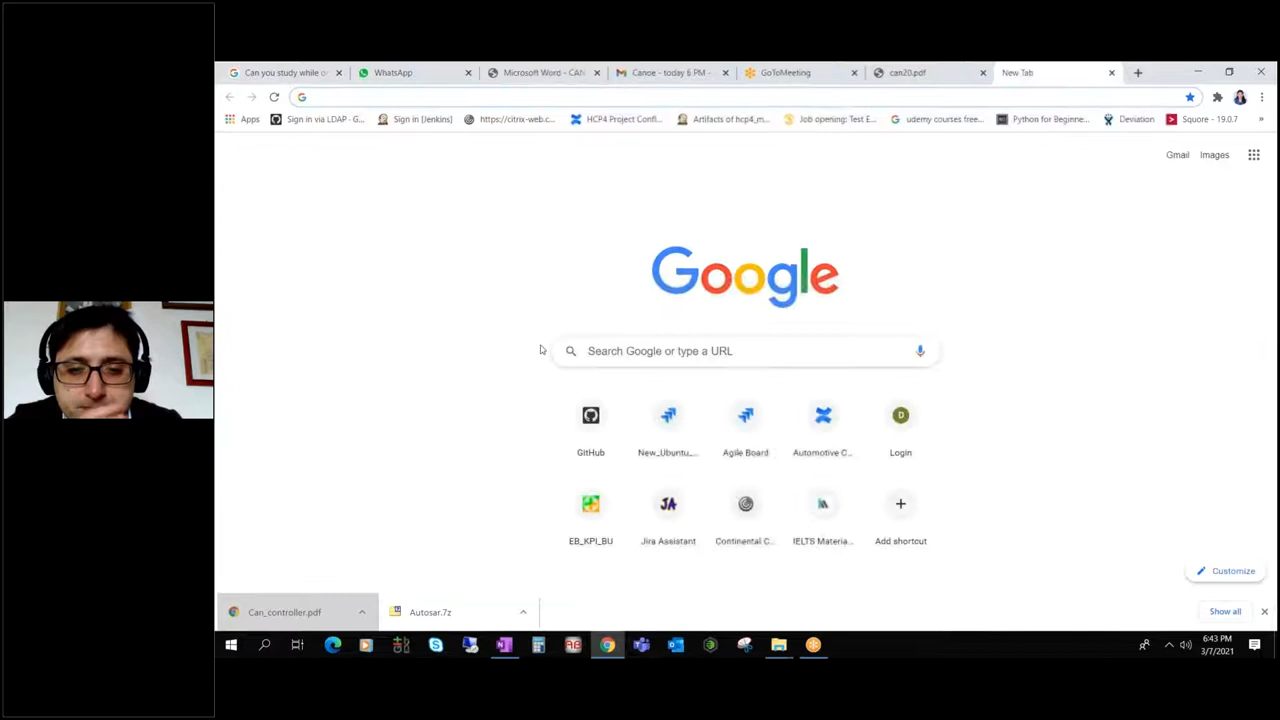 Can you study while o
WhatsApp
Microsoft Word - CAN
Canoe - today 6 PM -
GoToMeeting
can20.pdf
New Tab
Apps
Sign in via LDAP · G...
Sign in [Jenkins]
https://citrix-web.c...
HCP4 Project Confl...
Artifacts of hcp4_m...
Job opening: Test E...
udemy courses free...
Python for Beginne...
Deviation
Squore - 19.0.7
»
Gmail Images
Google
Search Google or type a URL
GitHub
New_Ubuntu_...
Agile Board
Automotive C...
D
Login
EB_KPI_BU
JA
Jira Assistant
Continental C...
IELTS Materia...
Add shortcut
Customize
Can_controller.pdf
Autosar.7z
Show all
6:43 PM
3/7/2021